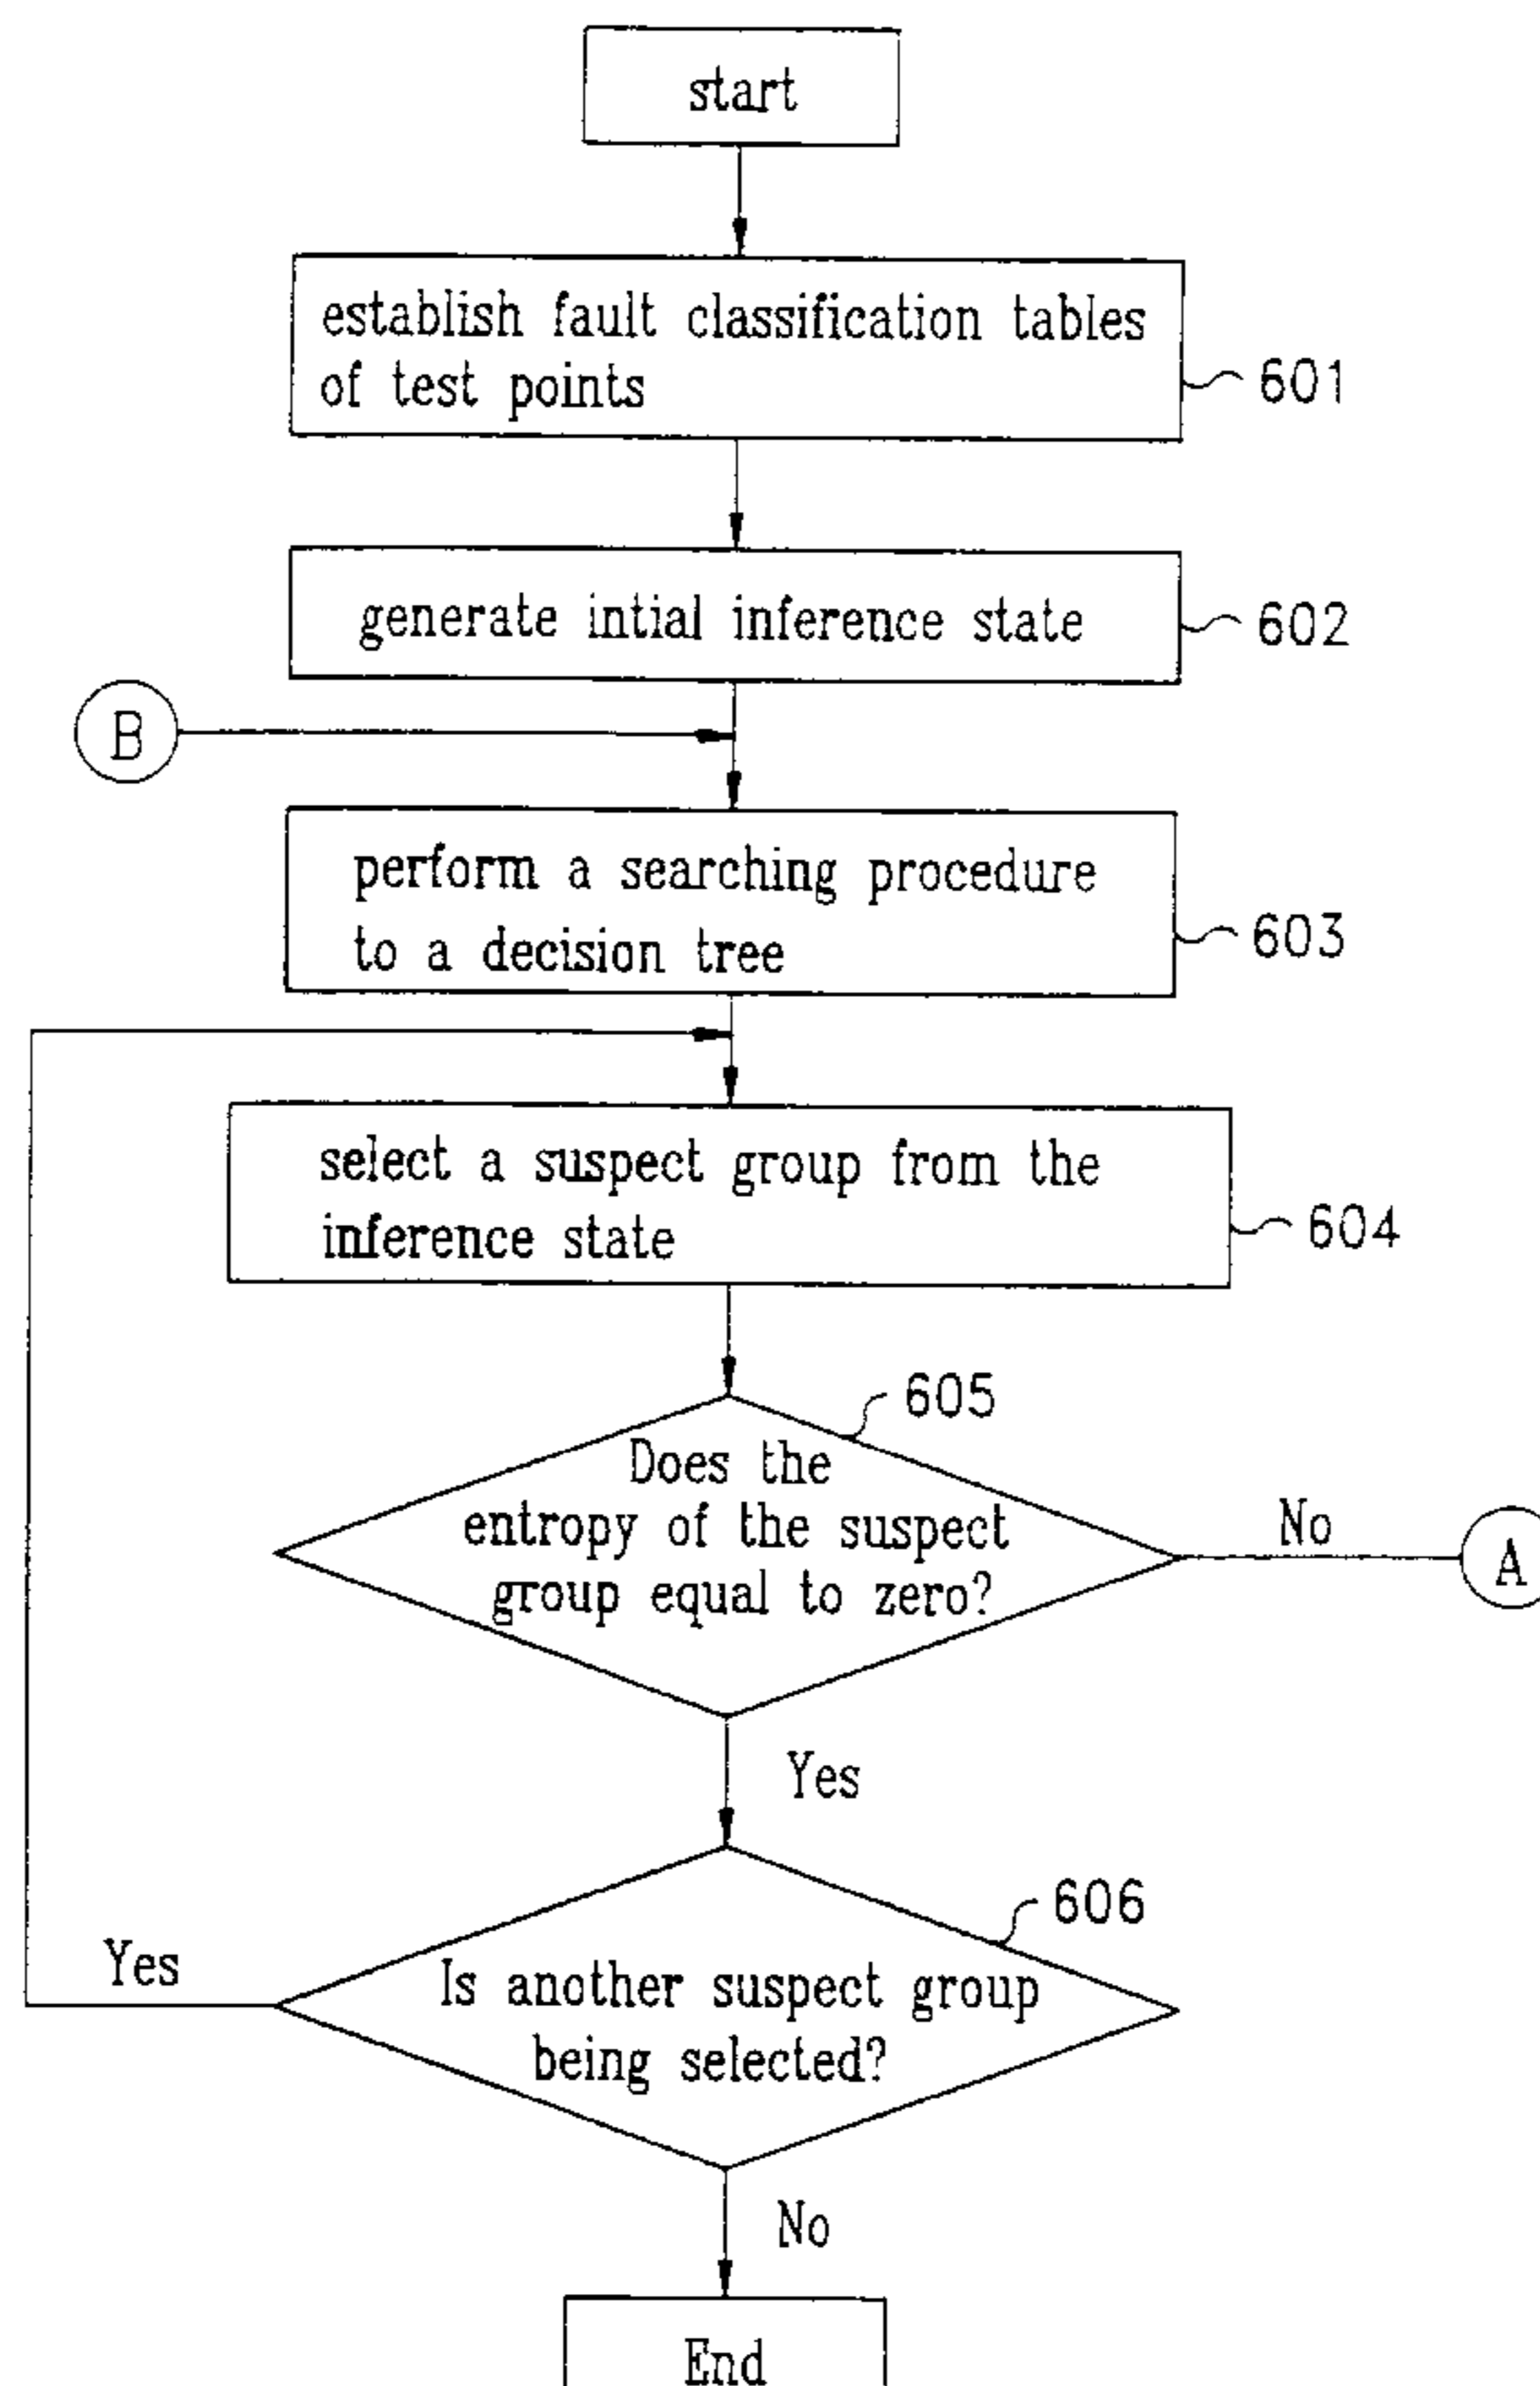 start
establish fault classification tables
of test points
601
generate intial inference state
602
B
perform a searching procedure
to a decision tree
603
select a suspect group from the
inference state
604
605
Does the
entropy of the suspect
group equal to zero?
No
A
Yes
606
Is another suspect group
being selected?
Yes
No
End